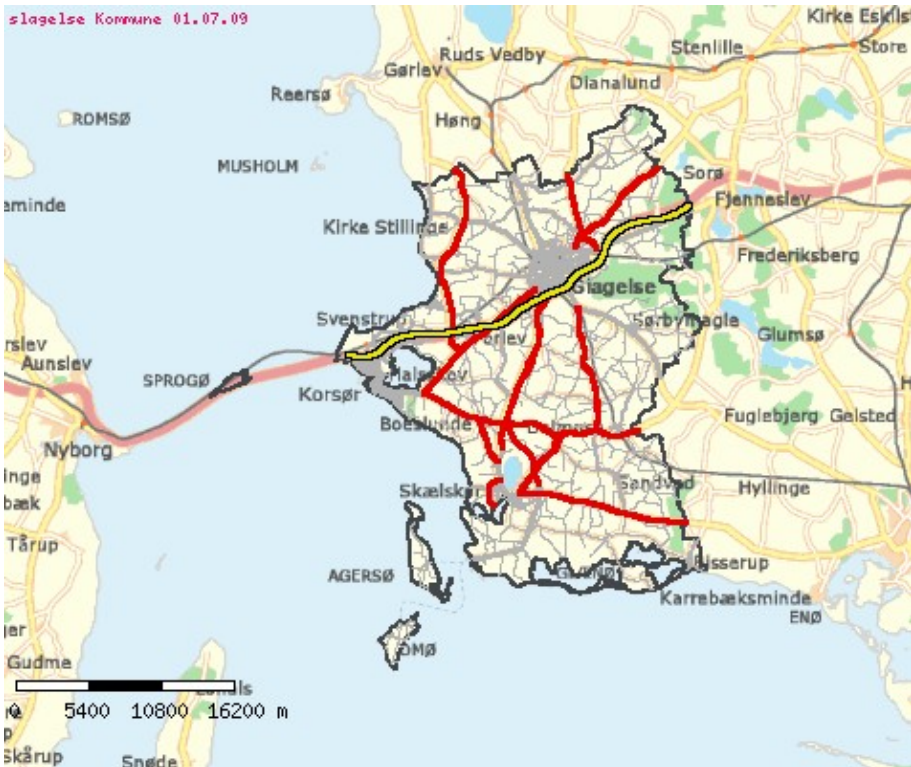 slagelse Kommune 01.07.09
Kirke Eskils
Ruds Vedby
Stenlille
Store
Gørlev
Dianalund
Reersø
ROMSØ
Høng
MUSHOLM
Sorø
Fjenneslev
eminde
Kirke Stillinge
Frederiksberg
Slagelse
Svenstrup
Sørbymagle
rslev
Glumsø
Aunslev
SPROGØ
Korsør
Boeslunde
Fuglebjerg
Gelsted
Nyborg
inge
Skælskør
Sandved
Hyllinge
bæk
Tårup
AGERSØ
Karrebæksminde
ENØ
OMØ
Gudme
0 5400 10800 16200 m
Skårup
Snøde